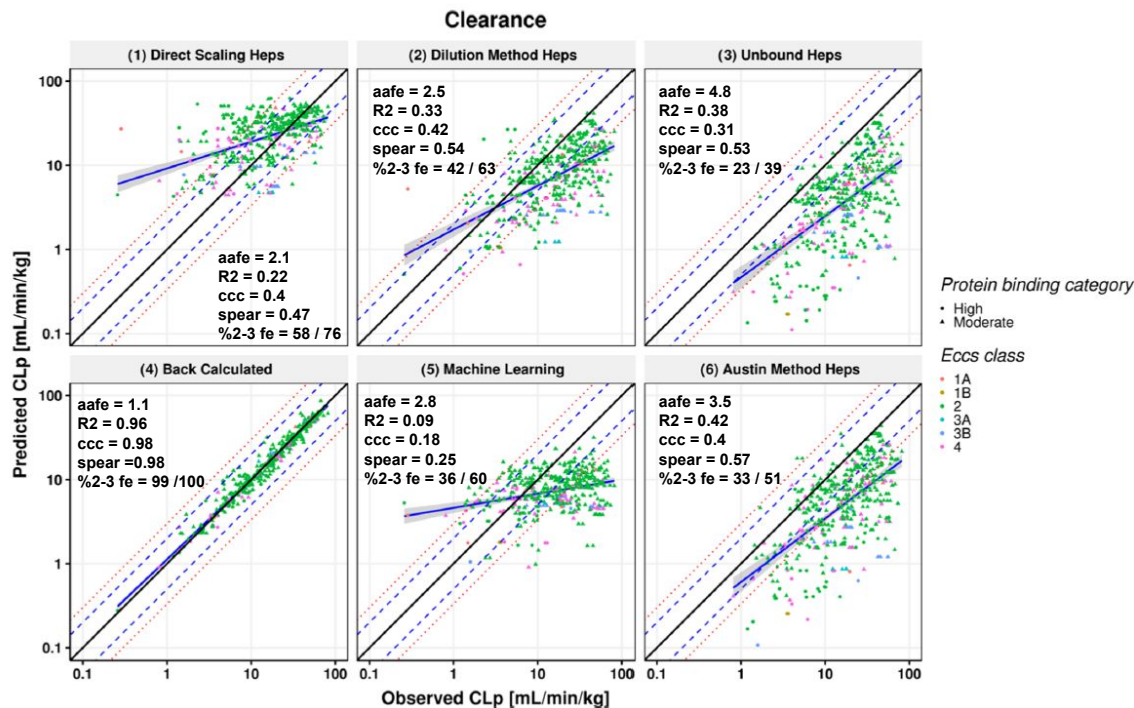 Clearance
(1) Direct Scaling Heps
(2) Dilution Method Heps
(3) Unbound Heps
100
10
1
0.1
aafe = 2.1
R2 = 0.22
ccc = 0.4
spear = 0.47
%2-3 fe = 58 / 76
aafe = 2.5
R2 = 0.33
ccc = 0.42
spear = 0.54
%2-3 fe = 42 / 63
aafe = 4.8
R2 = 0.38
ccc = 0.31
spear = 0.53
%2-3 fe = 23 / 39
(4) Back Calculated
(5) Machine Learning
(6) Austin Method Heps
100
10
1
0.1
aafe = 1.1
R2 = 0.96
ccc = 0.98
spear =0.98
%2-3 fe = 99 /100
aafe = 2.8
R2 = 0.09
ccc = 0.18
spear = 0.25
%2-3 fe = 36 / 60
aafe = 3.5
R2 = 0.42
ccc = 0.4
spear = 0.57
%2-3 fe = 33 / 51
0.1 1 10 100
0.1 1 10 100
0.1 1 10 100
Observed CLp [mL/min/kg]
Predicted CLp [mL/min/kg]
Protein binding category
High
Moderate
Eccs class
1A
1B
2
3A
3B
4